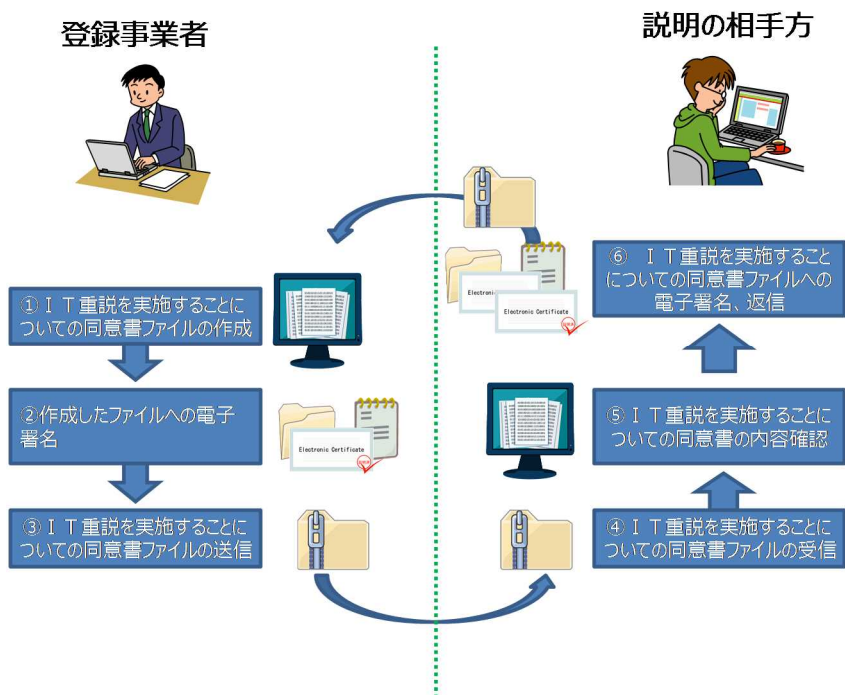 登録事業者
説明の相手方
①ＩＴ重説を実施することに
ついての同意書ファイルの作成
②作成したファイルへの電子
署名
Electronic Certificate
③ＩＴ重説を実施することに
ついての同意書ファイルの送信
④ＩＴ重説を実施することに
ついての同意書ファイルの受信
⑤ＩＴ重説を実施することに
ついての同意書の内容確認
⑥　ＩＴ重説を実施すること
についての同意書ファイルへの
電子署名、返信
Electronic
Electronic Certificate